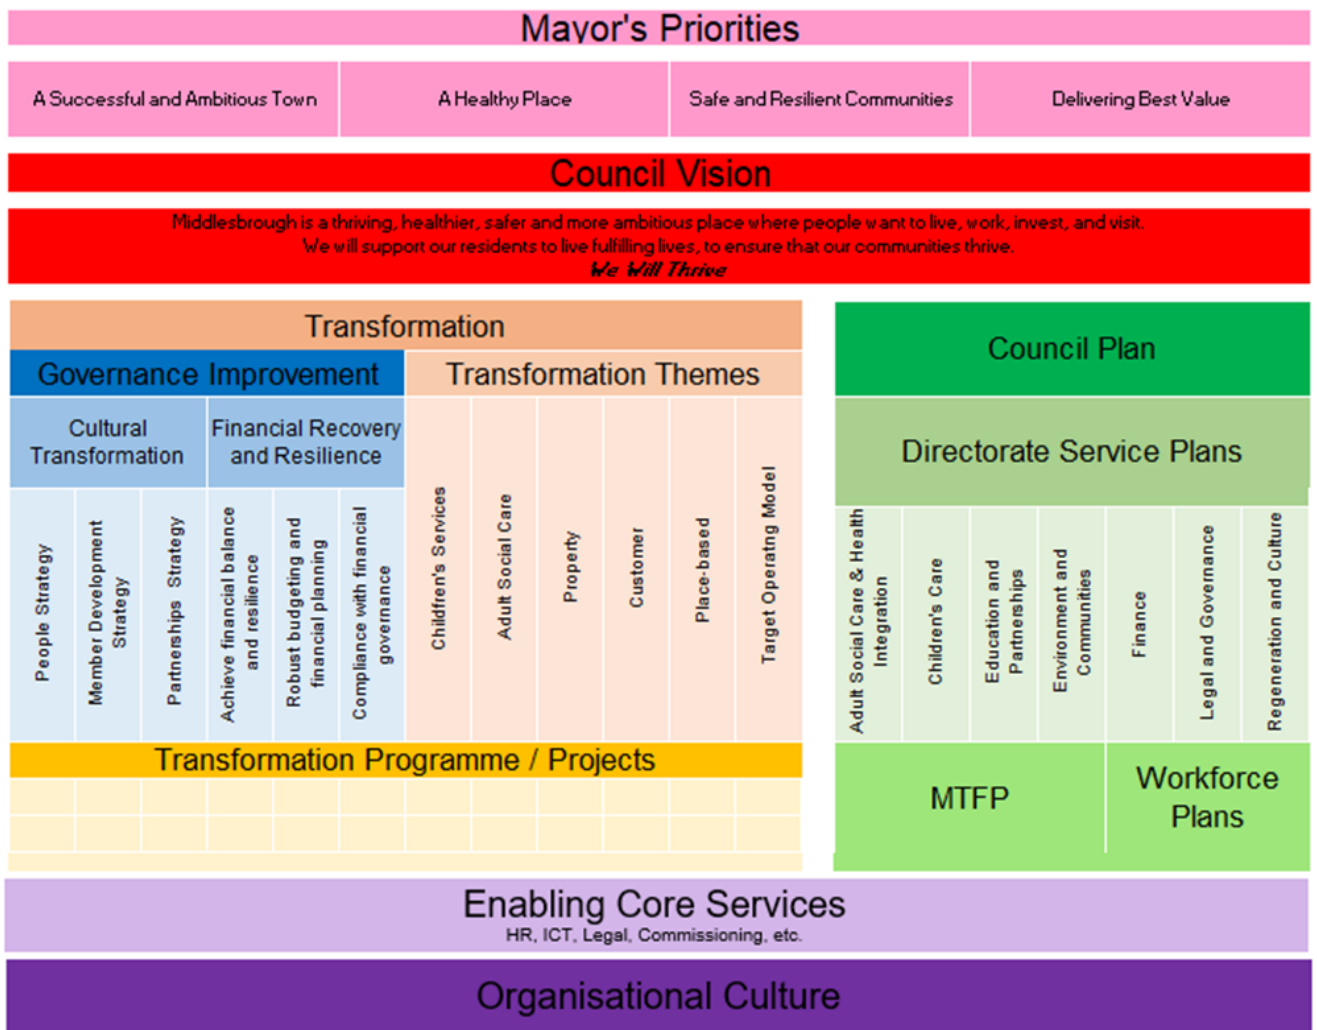 Mayor's Priorities
A Successful and Ambitious Town
A Healthy Place
Safe and Resilient Communities
Delivering Best Value
Council Vision
Middlesbrough is a thriving, healthier, safer and more ambitious place where people want to live, work, invest, and visit.
We will support our residents to live fulfilling lives, to ensure that our communities thrive.
We Will Thrive
Transformation
Governance Improvement
Transformation Themes
Cultural
Transformation
Financial Recovery
and Resilience
People Strategy
Member Development
Strategy
Partnerships Strategy
Achieve financial balance
and resilience
Robust budgeting and
financial planning
Compliance with financial
governance
Childfren's Services
Adult Social Care
Property
Customer
Place-based
Target Operatng Model
Transformation Programme / Projects
Council Plan
Directorate Service Plans
Adult Social Care & Health
Integration
Children's Care
Education and
Partnerships
Environment and
Communities
Finance
Legal and Governance
Regeneration and Culture
MTFP
Workforce
Plans
Enabling Core Services
HR, ICT, Legal, Commissioning, etc.
Organisational Culture